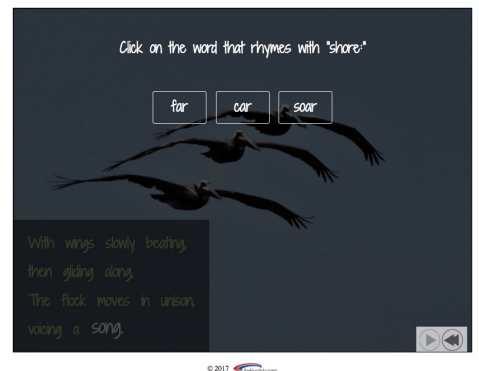 Click on the word that rhymes with "shore:"
far car soar
With wings slowly beating,
then gliding along,
The flock moves in unison,
voicing a song.
© 2017